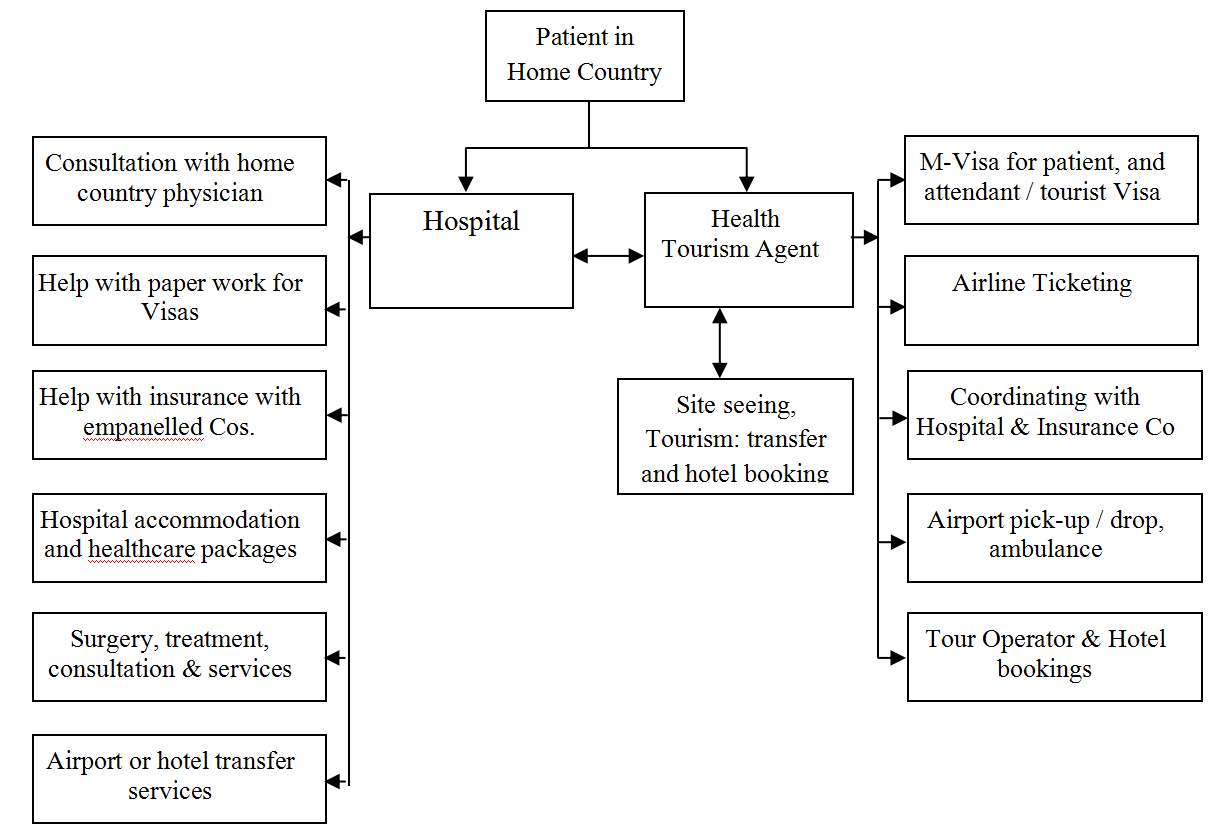 Patient in
Home Country
Consultation with home
country physician
Help with paper work for
Visas
Help with insurance with
empanelled Cos.
Hospital accommodation
and healthcare packages
Surgery, treatment,
consultation & services
Airport or hotel transfer
services
Hospital
Health
Tourism Agent
Site seeing,
Tourism: transfer
and hotel booking
M-Visa for patient, and
attendant / tourist Visa
Airline Ticketing
Coordinating with
Hospital & Insurance Co
Airport pick-up / drop,
ambulance
Tour Operator & Hotel
bookings